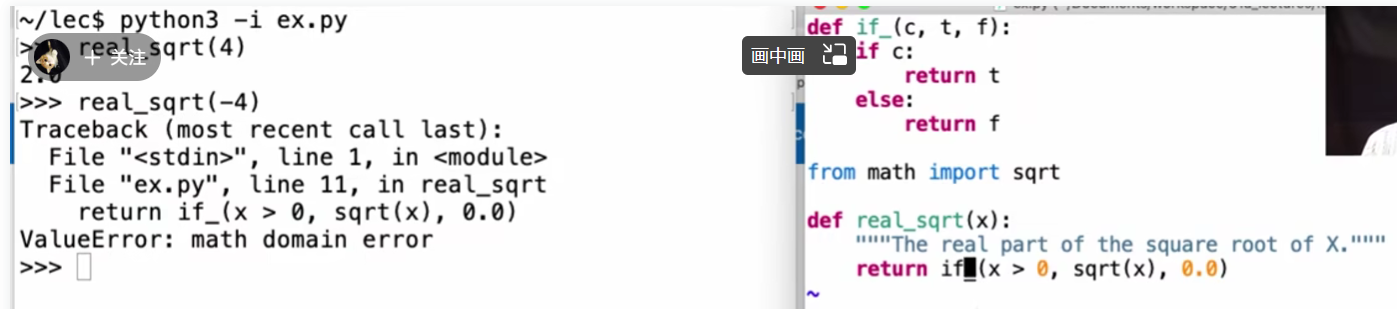 ~/lec$ python3 -i ex.py
real_sqrt(4)
关注
2.0
>>> real_sqrt(-4)
Traceback (most recent call last):
  File "<stdin>", line 1, in <module>
  File "ex.py", line 11, in real_sqrt
    return if_(x > 0, sqrt(x), 0.0)
ValueError: math domain error
>>>
画中画
def if_(c, t, f):
    if c:
        return t
    else:
        return f
from math import sqrt
def real_sqrt(x):
    """The real part of the square root of X."""
    return if_(x > 0, sqrt(x), 0.0)
~